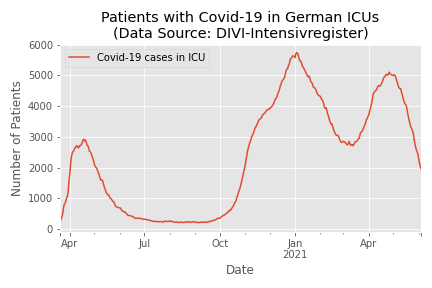 Patients with Covid-19 in German ICUs
(Data Source: DIVI-Intensivregister)
Covid-19 cases in ICU
Number of Patients
6000
5000
4000
3000
2000
1000
0
Apr
Jul
Oct
Jan
2021
Apr
Date